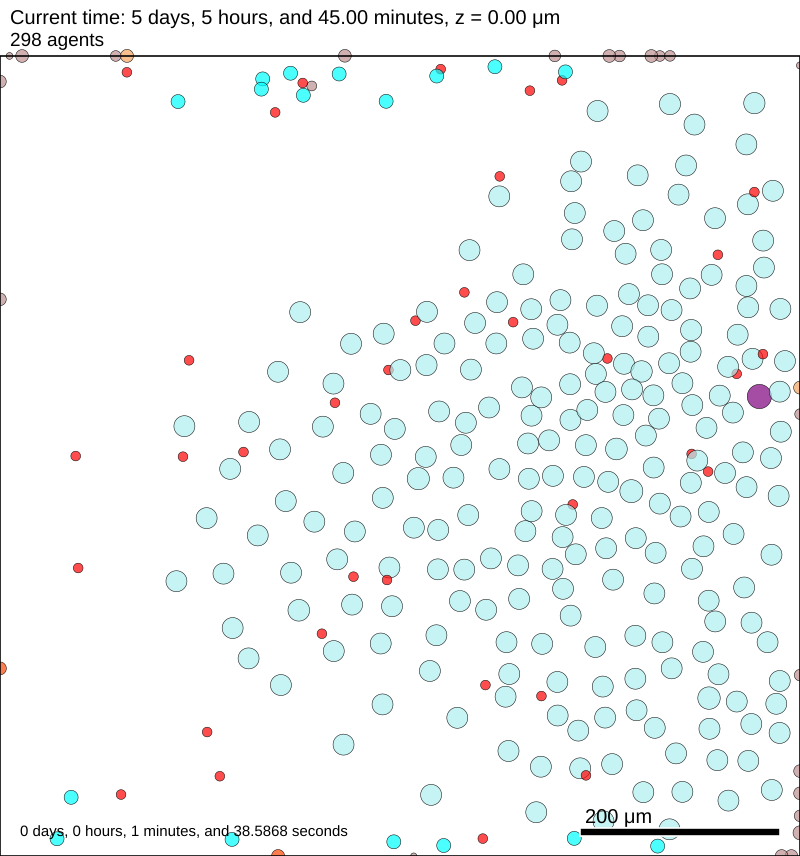 Current time: 5 days, 5 hours, and 45.00 minutes, z = 0.00 μm
298 agents
200 μm
0 days, 0 hours, 1 minutes, and 38.5868 seconds